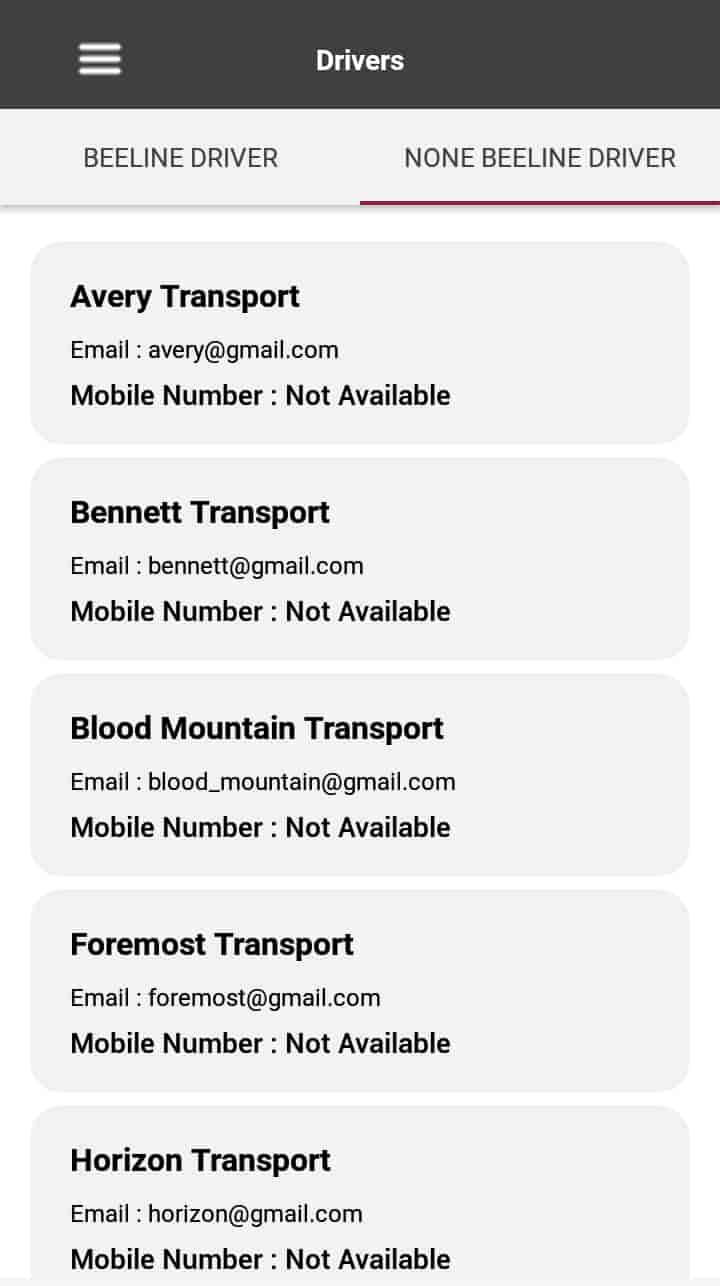 Drivers
BEELINE DRIVER
NONE BEELINE DRIVER
Avery Transport
Email : avery@gmail.com
Mobile Number : Not Available
Bennett Transport
Email : bennett@gmail.com
Mobile Number : Not Available
Blood Mountain Transport
Email : blood_mountain@gmail.com
Mobile Number : Not Available
Foremost Transport
Email : foremost@gmail.com
Mobile Number : Not Available
Horizon Transport
Email : horizon@gmail.com
Mobile Number : Not Available